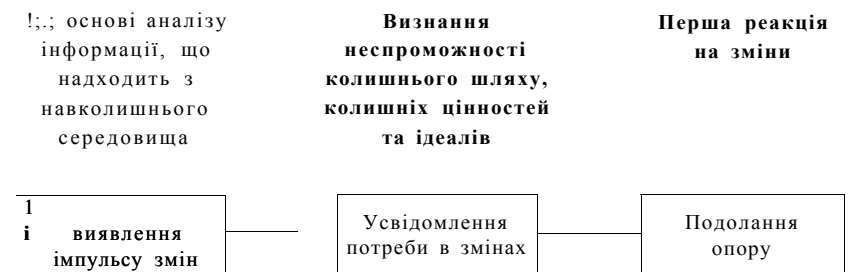 !;.; основі аналізу
інформації, що
надходить з
навколишнього
середовища
Визнання
неспроможності
колишнього шляху,
колишніх цінностей
та ідеалів
Перша реакція
на зміни
1
і виявлення
імпульсу змін
Усвідомлення
потреби в змінах
Подолання
опору